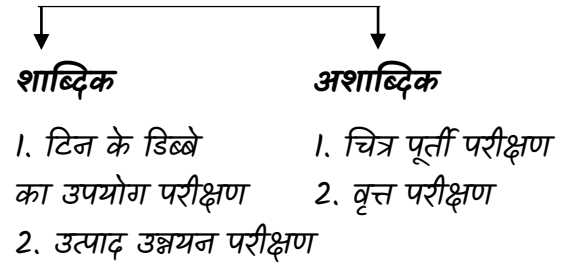 शाब्दिक
1. टिन के डिब्बे
का उपयोग परीक्षण
2. उत्पाद उन्नयन परीक्षण
अशाब्दिक
1. चित्र पूर्ती परीक्षण
2. वृत्त परीक्षण